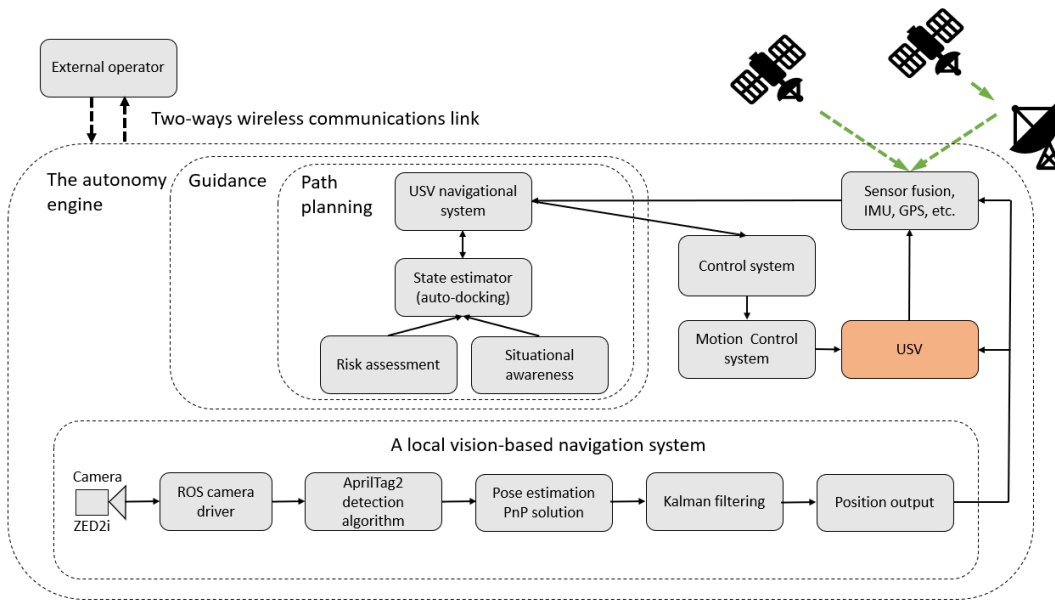 External operator
Two-ways wireless communications link
The autonomy
engine
Guidance
Path
planning
USV navigational
system
Sensor fusion,
IMU, GPS, etc.
State estimator
(auto-docking)
Control system
Risk assessment
Situational
awareness
Motion Control
system
USV
A local vision-based navigation system
Camera
ZED2i
ROS camera
driver
AprilTag2
detection
algorithm
Pose estimation
PnP solution
Kalman filtering
Position output